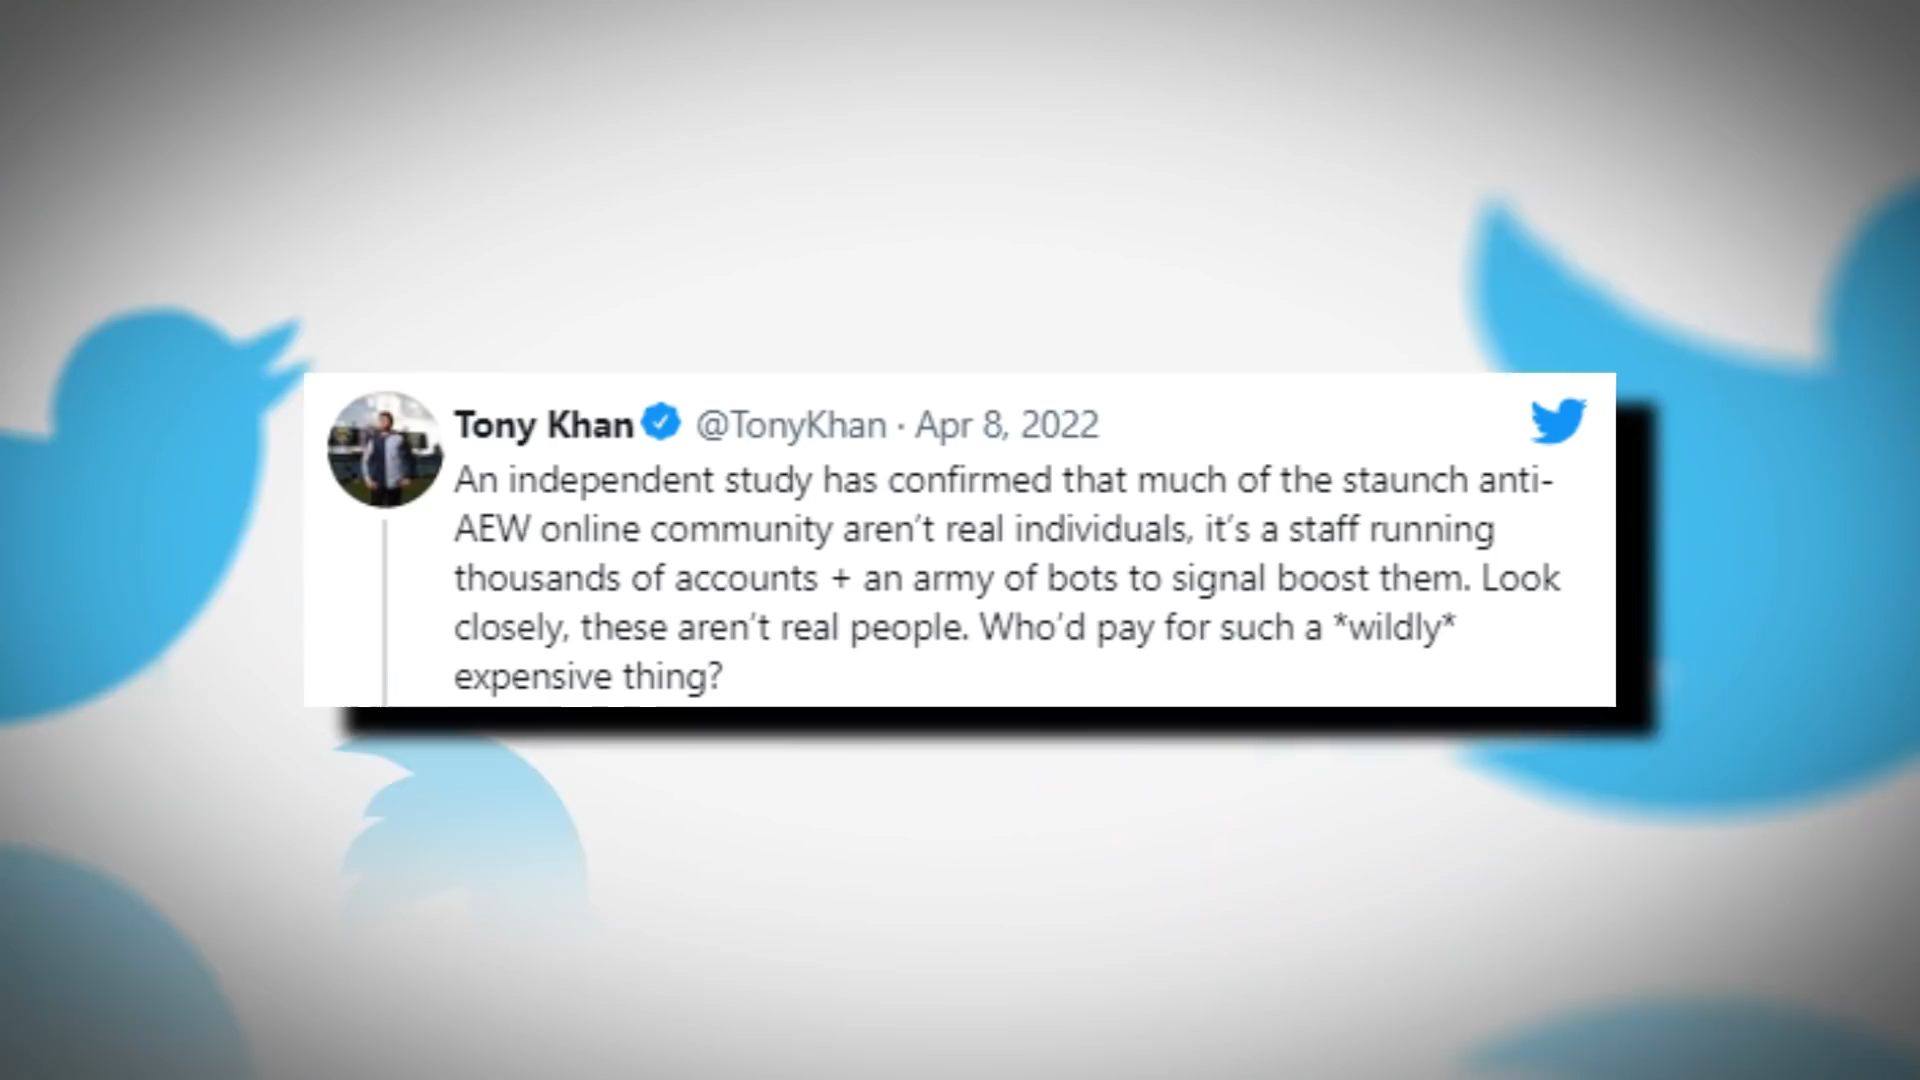 Tony Khan @TonyKhan · Apr 8, 2022
An independent study has confirmed that much of the staunch anti-
AEW online community aren’t real individuals, it’s a staff running
thousands of accounts + an army of bots to signal boost them. Look
closely, these aren’t real people. Who’d pay for such a *wildly*
expensive thing?